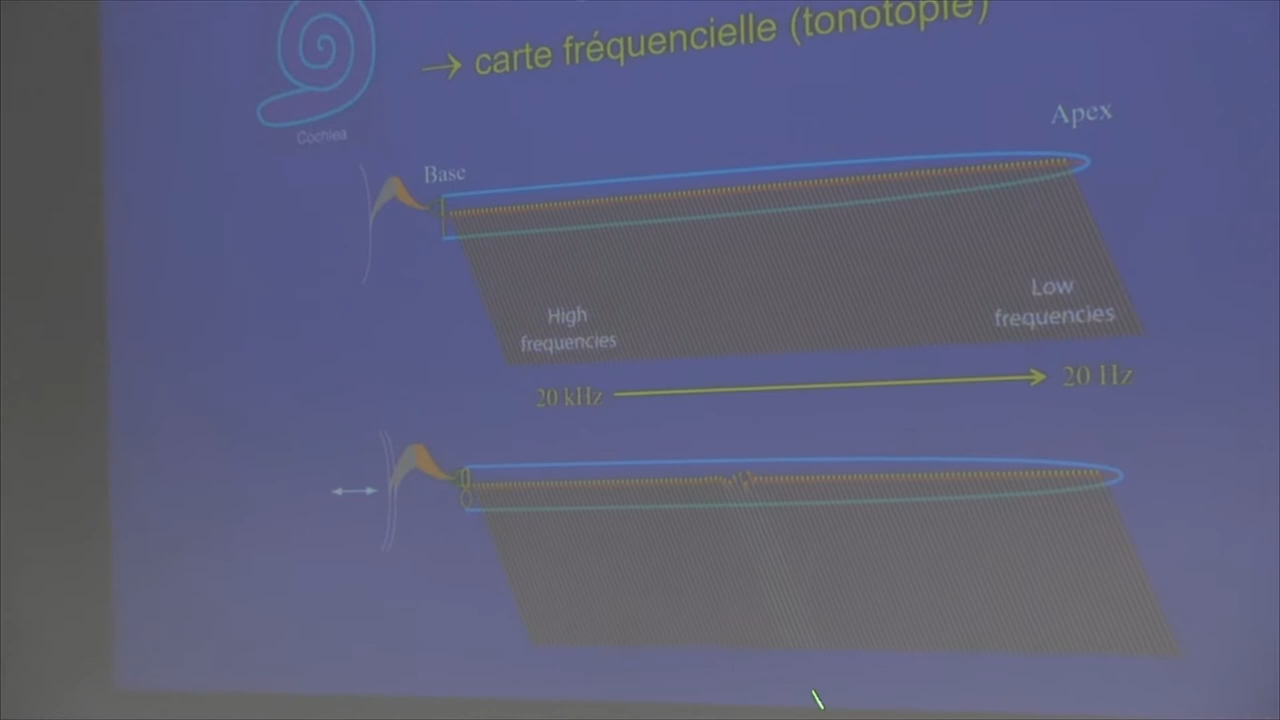 → carte fréquencielle (tonotopie)
Cochlea
Apex
Base
Low
frequencies
High
frequencies
20 kHz
20 Hz